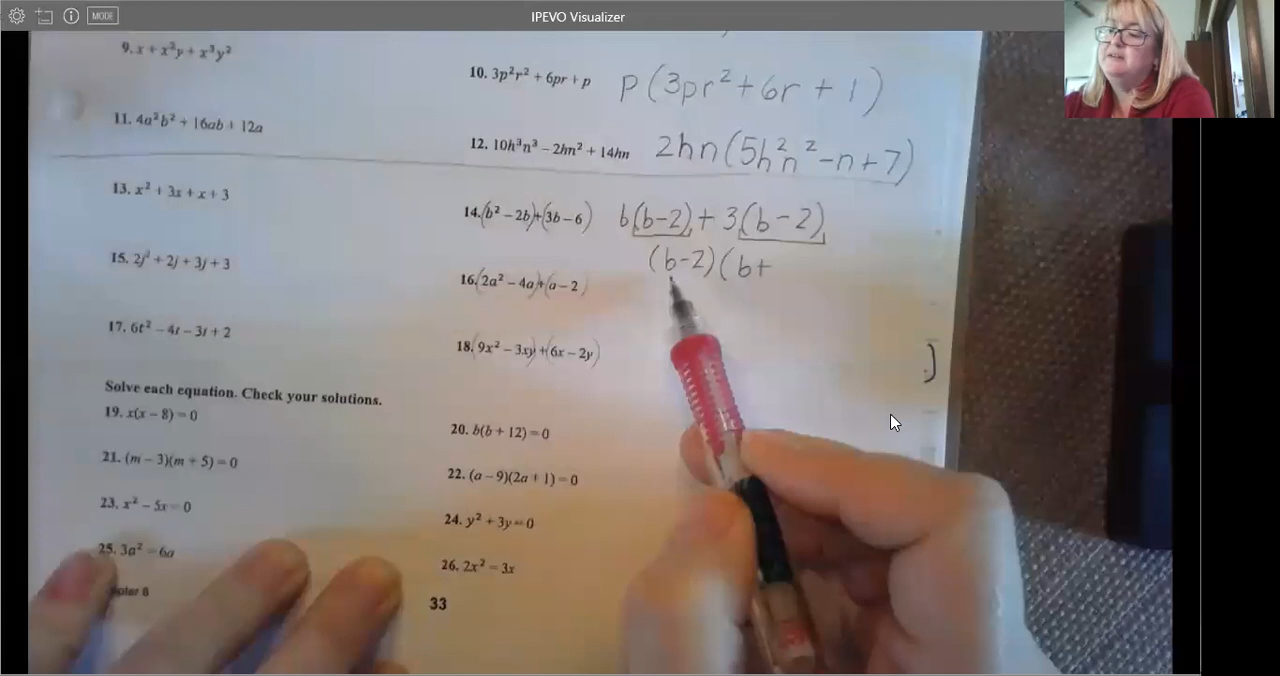 IPEVO Visualizer
MODE
9. x + x²y + x³y²
10. 3p²r² + 6pr + p p(3pr² + 6r + 1)
11. 4a²b² + 16ab + 12a
12. 10h³n³ – 2hn² + 14hn 2hn(5h²n² - n + 7)
13. x² + 3x + x + 3
14. (b² – 2b)+(3b – 6) b(b-2) + 3(b-2)
(b-2)(b+
15. 2j² + 2j + 3j + 3
16. (2a² – 4a)+(a – 2)
17. 6t² – 4t – 3t + 2
18. (9x² – 3xy)+(6x – 2y)
Solve each equation. Check your solutions.
19. x(x – 8) = 0
20. b(b + 12) = 0
21. (m – 3)(m + 5) = 0
22. (a – 9)(2a + 1) = 0
23. x² – 5x = 0
24. y² + 3y = 0
25. 3a² = 6a
26. 2x² = 3x
33